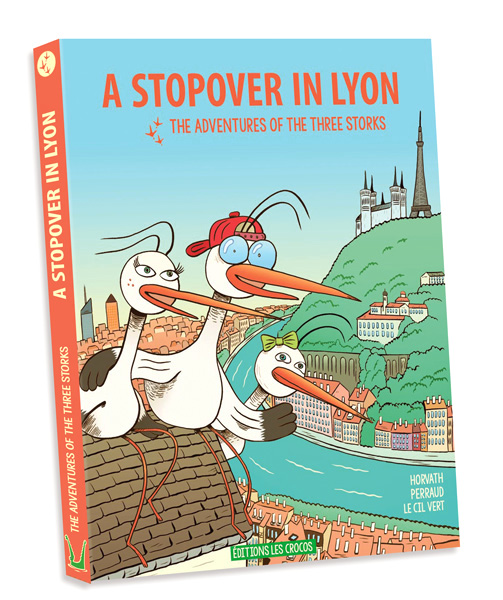 A STOPOVER IN LYON
THE ADVENTURES OF THE THREE STORKS
A STOPOVER IN LYON
THE ADVENTURES OF THE THREE STORKS
HORVATH
PERRAUD
LE CIL VERT
ÉDITIONS LES CROCOS